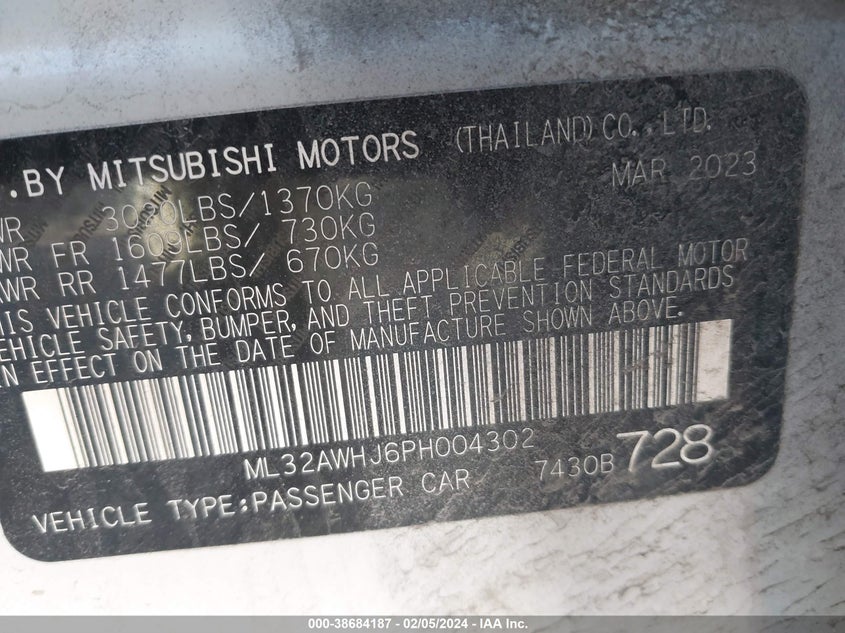 .BY MITSUBISHI MOTORS (THAILAND) CO., LTD.
MAR 2023
WR LBS/1370KG
WR FR 1609LBS/ 730KG
WR RR 1477LBS/ 670KG
IS VEHICLE CONFORMS TO ALL APPLICABLE FEDERAL MOTOR
EHICLE SAFETY, BUMPER, AND THEFT PREVENTION STANDARDS
N EFFECT ON THE DATE OF MANUFACTURE SHOWN ABOVE.
ML32AWHJ6PH004302
7430B 728
VEHICLE TYPE:PASSENGER CAR
000-38684187 - 02/05/2024 - IAA Inc.